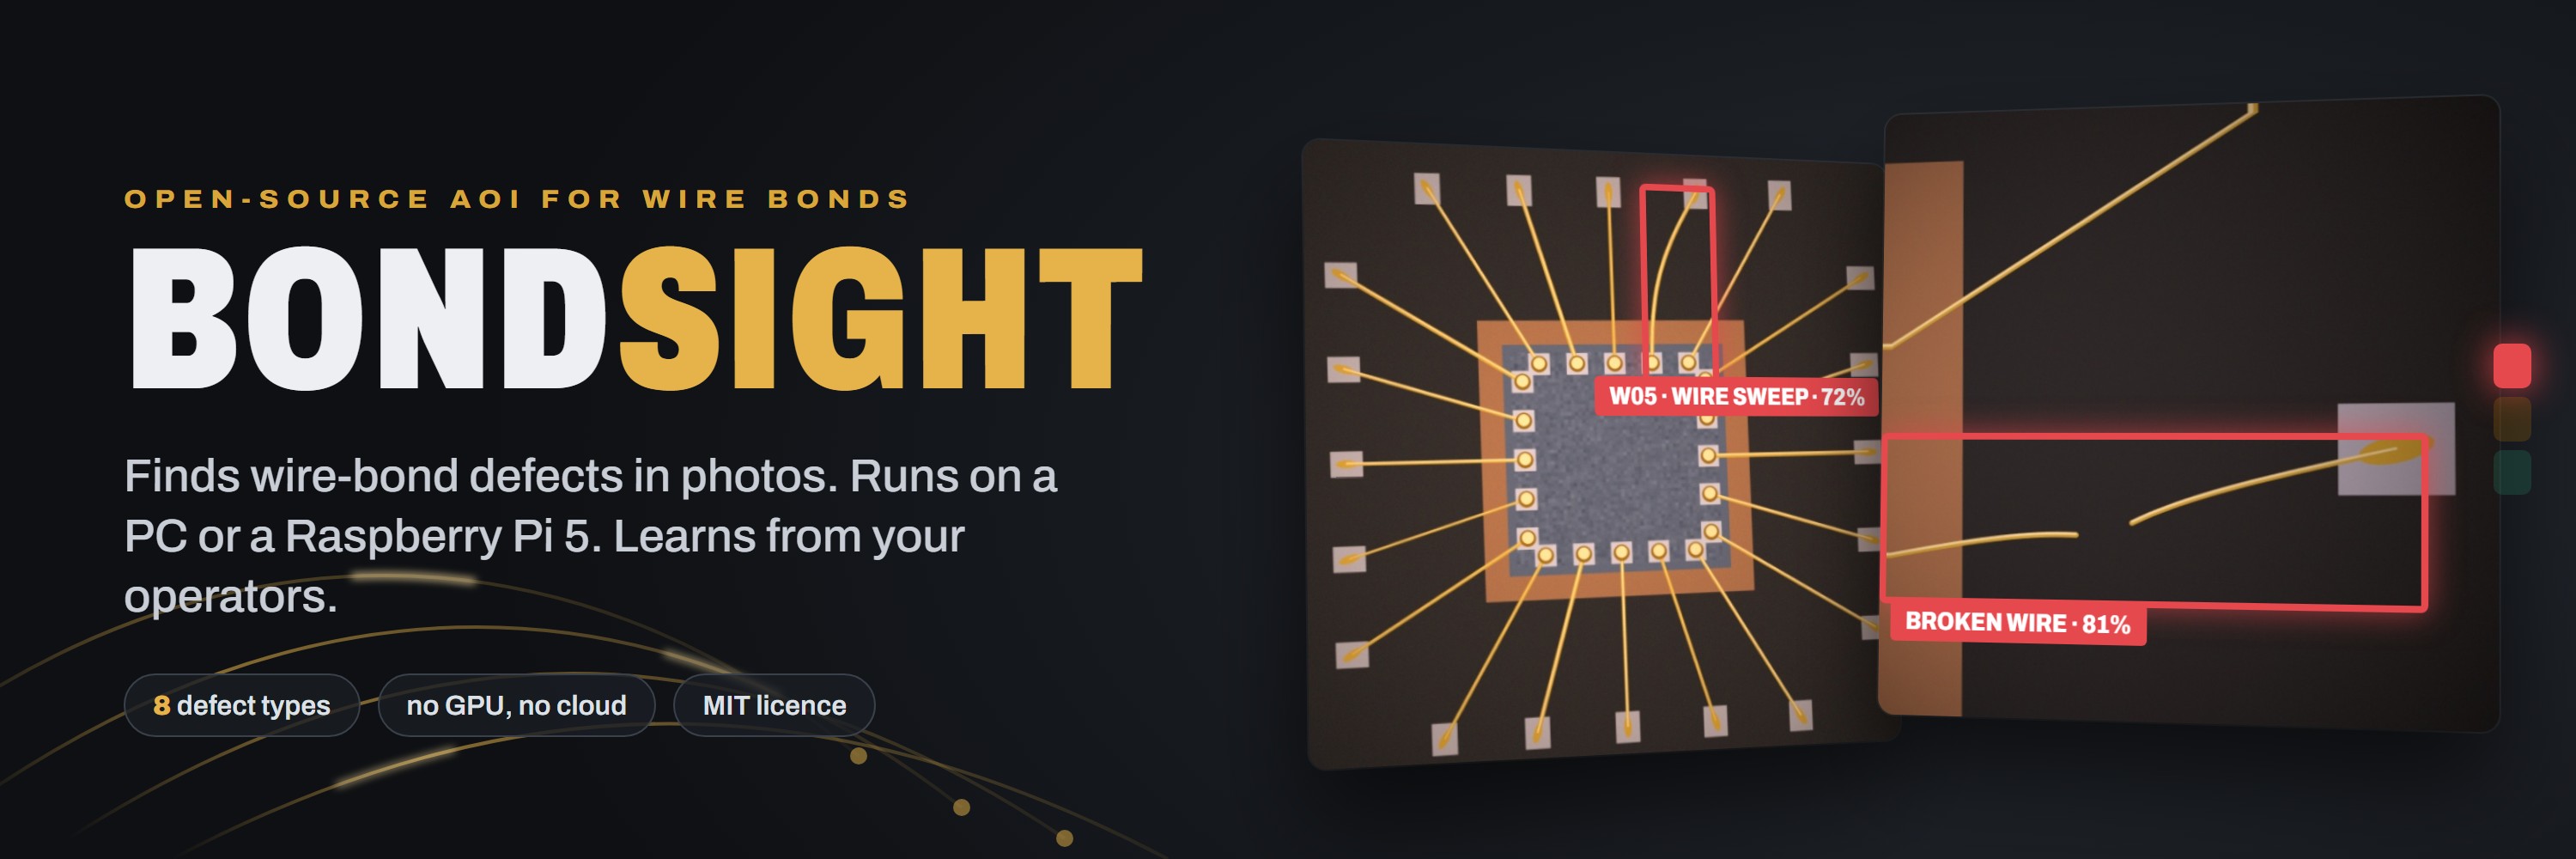 OPEN-SOURCE AOI FOR WIRE BONDS
BONDSIGHT
Finds wire-bond defects in photos. Runs on a
PC or a Raspberry Pi 5. Learns from your
operators.
8 defect types
no GPU, no cloud
MIT licence
W05 · WIRE SWEEP · 72%
BROKEN WIRE · 81%